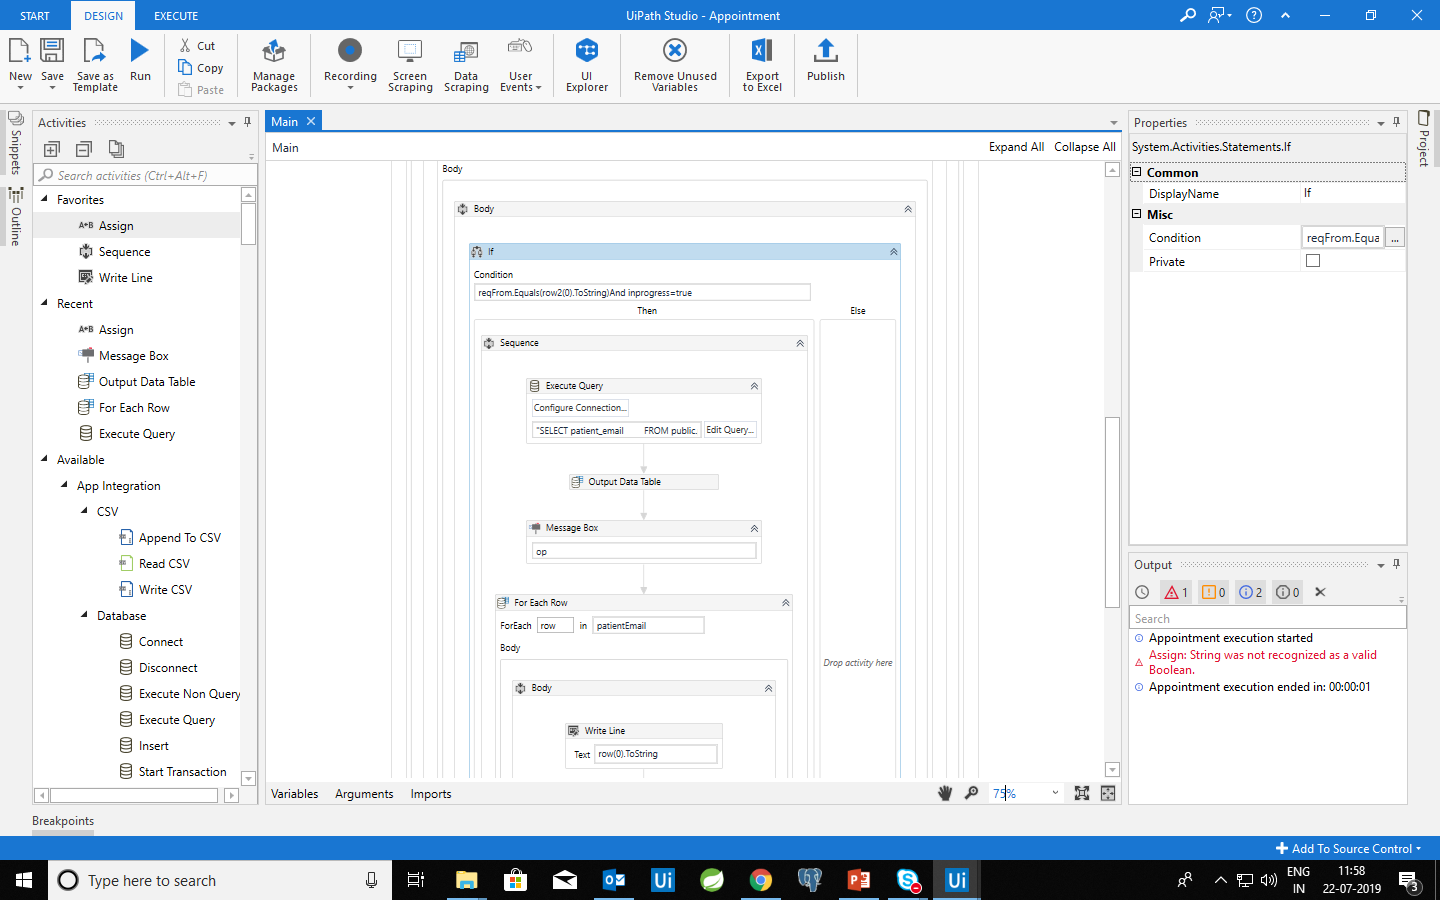 START DESIGN EXECUTE UiPath Studio - Appointment
New Save Save as Template Run
Cut
Copy
Paste
Manage Packages
Recording
Screen Scraping
Data Scraping
User Events
UI Explorer
Remove Unused Variables
Export to Excel
Publish
Snippets
Outline
Activities
Search activities (Ctrl+Alt+F)
Favorites
A+B Assign
Sequence
Write Line
Recent
A+B Assign
Message Box
Output Data Table
For Each Row
Execute Query
Available
App Integration
CSV
Append To CSV
Read CSV
Write CSV
Database
Connect
Disconnect
Execute Non Query
Execute Query
Insert
Start Transaction
Main
Main Expand All Collapse All
Body
Body
If
Condition
reqFrom.Equals(row2(0).ToString)And inprogress=true
Then Else
Sequence
Execute Query
Configure Connection...
"SELECT patient_email FROM public. Edit Query...
Output Data Table
Message Box
op
For Each Row
ForEach row in patientEmail
Body
Drop activity here
Body
Write Line
Text row(0).ToString
Variables Arguments Imports 75%
Properties
System.Activities.Statements.If
Common
DisplayName If
Misc
Condition reqFrom.Equa ...
Private
Project
Output
1 0 2 0
Search
Appointment execution started
Assign: String was not recognized as a valid
Boolean.
Appointment execution ended in: 00:00:01
Breakpoints
Add To Source Control
Type here to search
Ui
Ui
ENG
IN
11:58
22-07-2019
3